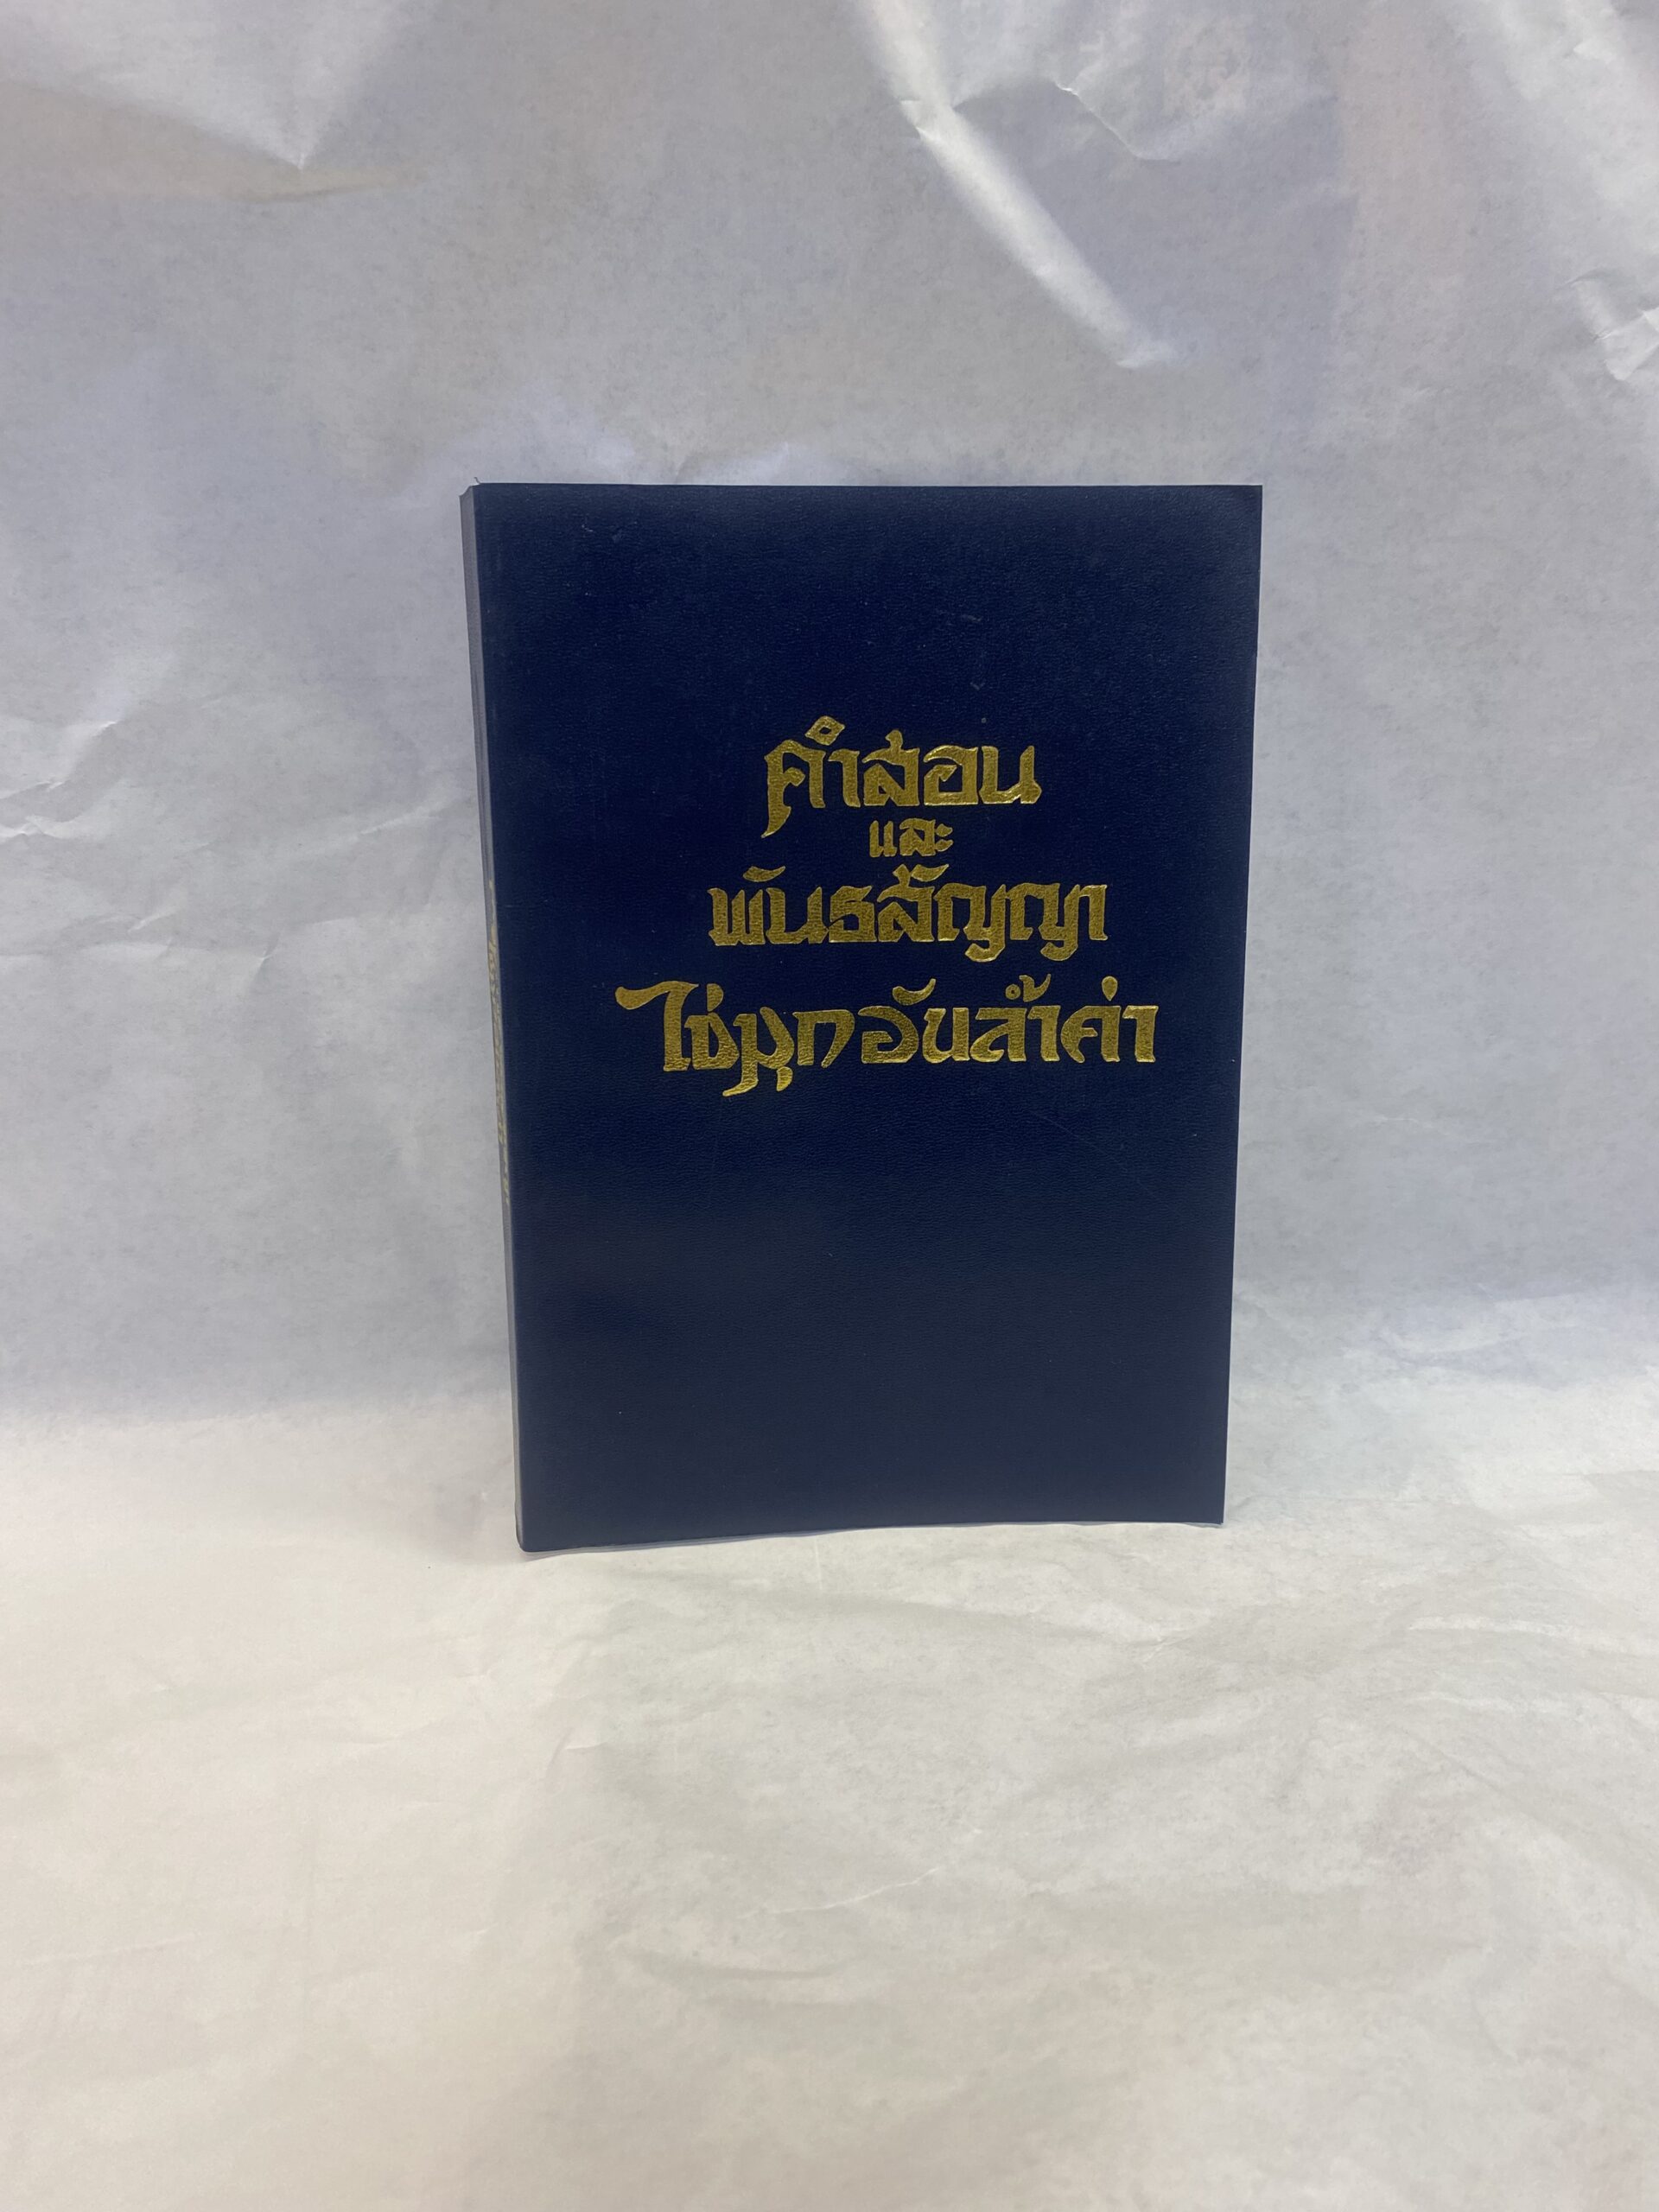 คำสอน
และ
พันธสัญญา
ไข่มุกอันล้ำค่า